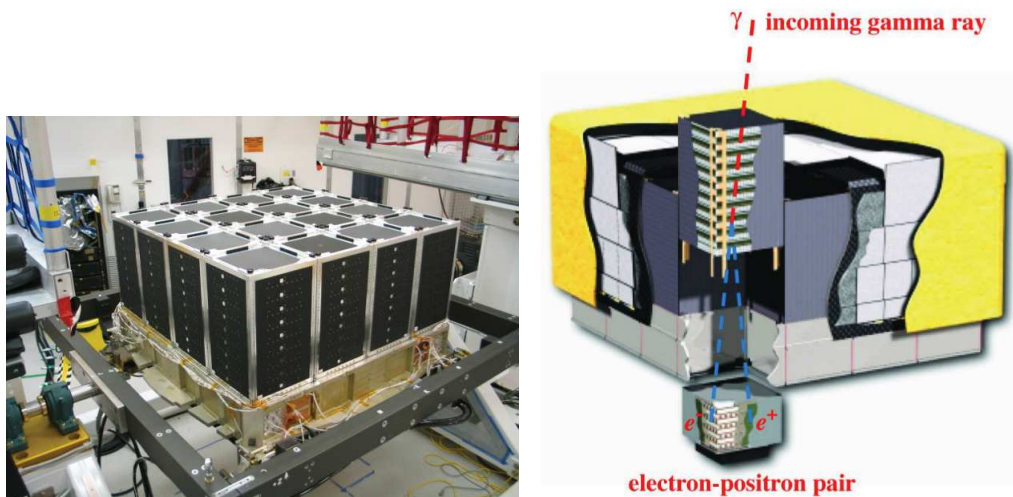 γ incoming gamma ray
e⁻ e⁺
electron-positron pair